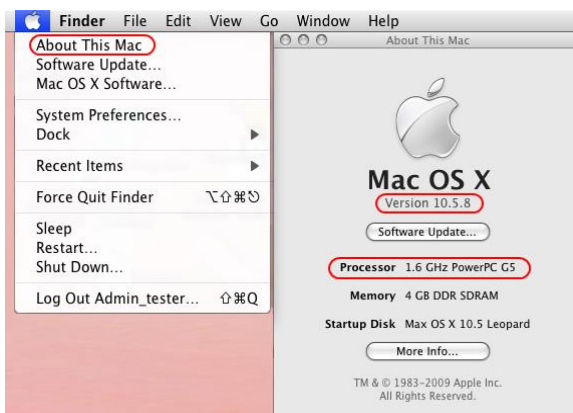 Finder File Edit View Go Window Help
About This Mac
Software Update...
Mac OS X Software...
System Preferences...
Dock ▶
Recent Items ▶
Force Quit Finder ⌥⇧⌘⎋
Sleep
Restart...
Shut Down...
Log Out Admin_tester... ⇧⌘Q
About This Mac
Mac OS X
Version 10.5.8
Software Update...
Processor 1.6 GHz PowerPC G5
Memory 4 GB DDR SDRAM
Startup Disk Max OS X 10.5 Leopard
More Info...
TM & © 1983-2009 Apple Inc.
All Rights Reserved.